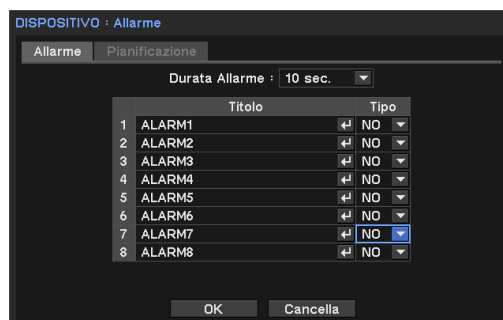 DISPOSITIVO : Allarme
Allarme Pianificazione
Durata Allarme : 10 sec.
Titolo Tipo
1 ALARM1 NO
2 ALARM2 NO
3 ALARM3 NO
4 ALARM4 NO
5 ALARM5 NO
6 ALARM6 NO
7 ALARM7 NO
8 ALARM8 NO
OK Cancella